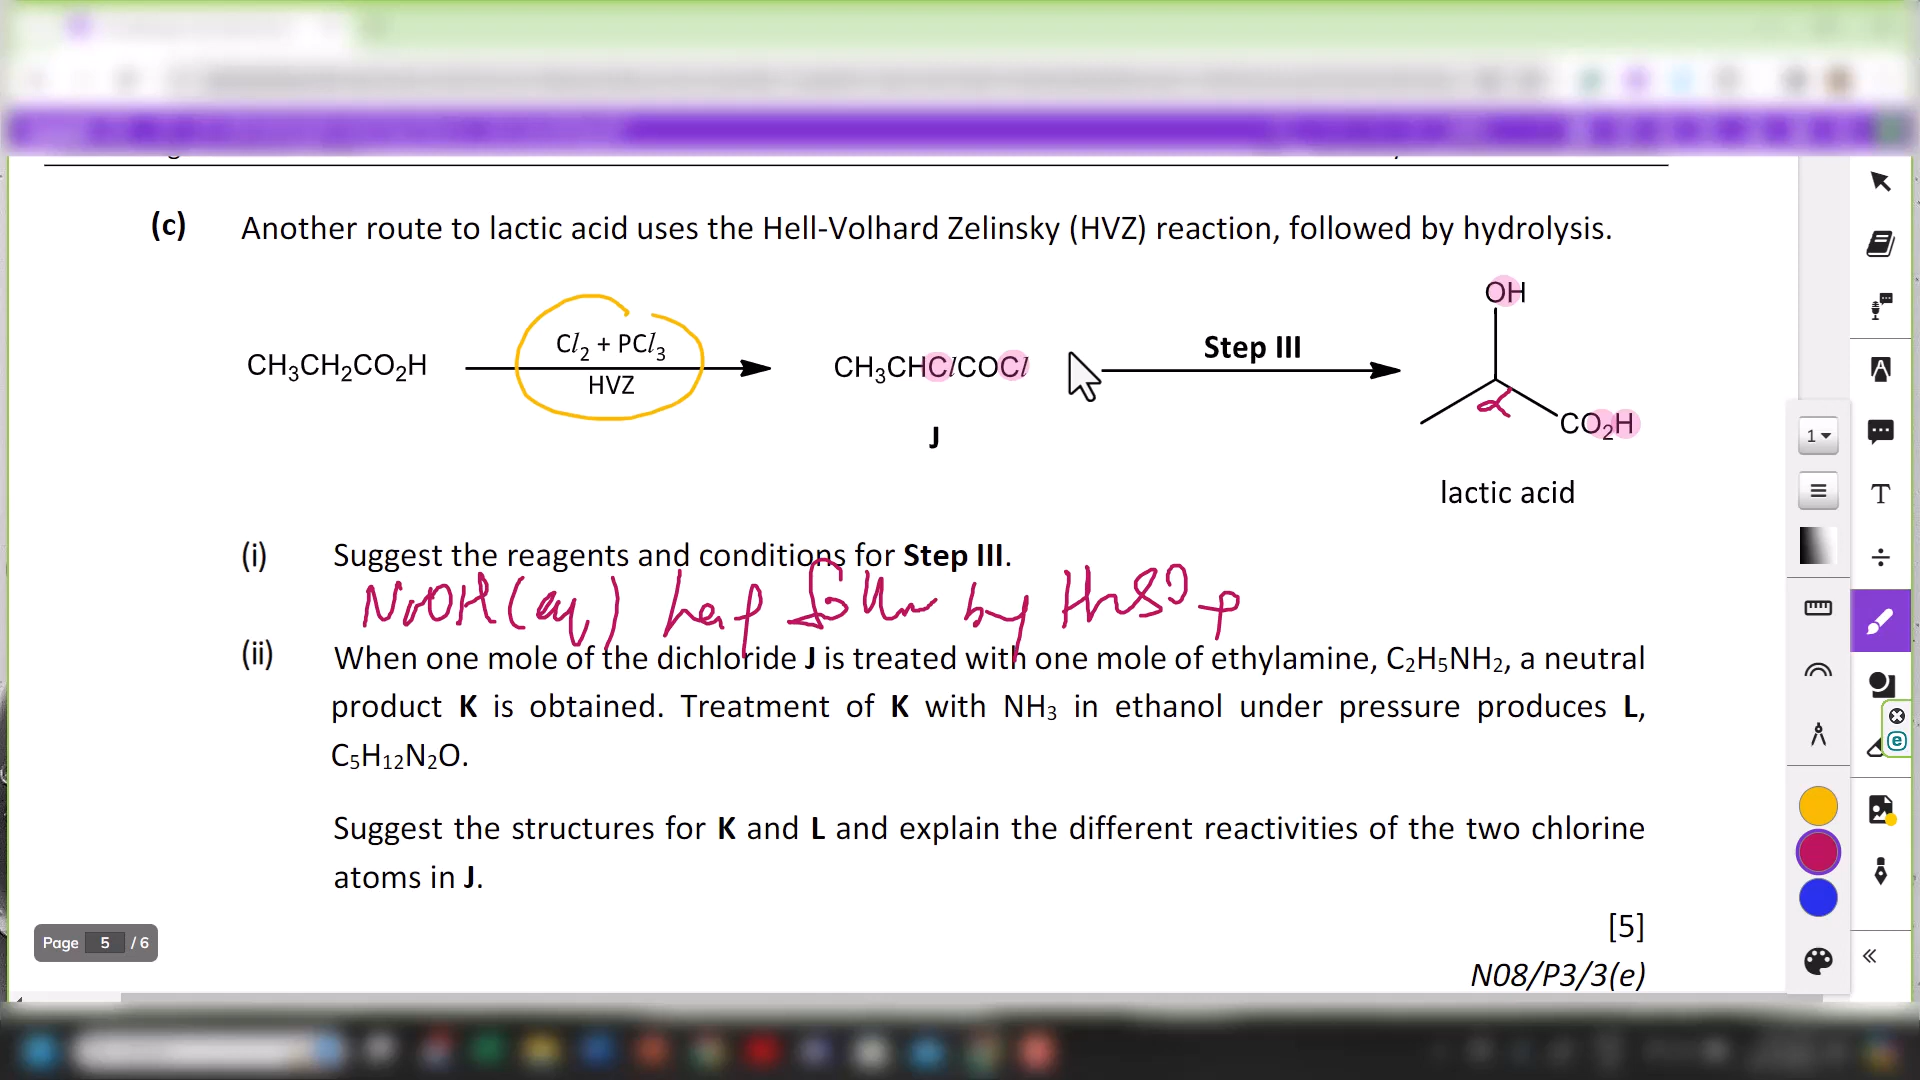 (c) Another route to lactic acid uses the Hell-Volhard Zelinsky (HVZ) reaction, followed by hydrolysis.
CH3CH2CO2H
Cl2 + PCl3
HVZ
CH3CHClCOCl
J
Step III
OH
α
CO2H
lactic acid
(i) Suggest the reagents and conditions for Step III.
NaOH(aq) by
(ii) When one mole of the dichloride J is treated with one mole of ethylamine, C2H5NH2, a neutral
product K is obtained. Treatment of K with NH3 in ethanol under pressure produces L,
C5H12N2O.
Suggest the structures for K and L and explain the different reactivities of the two chlorine
atoms in J.
[5]
N08/P3/3(e)
Page 5 / 6
1
T